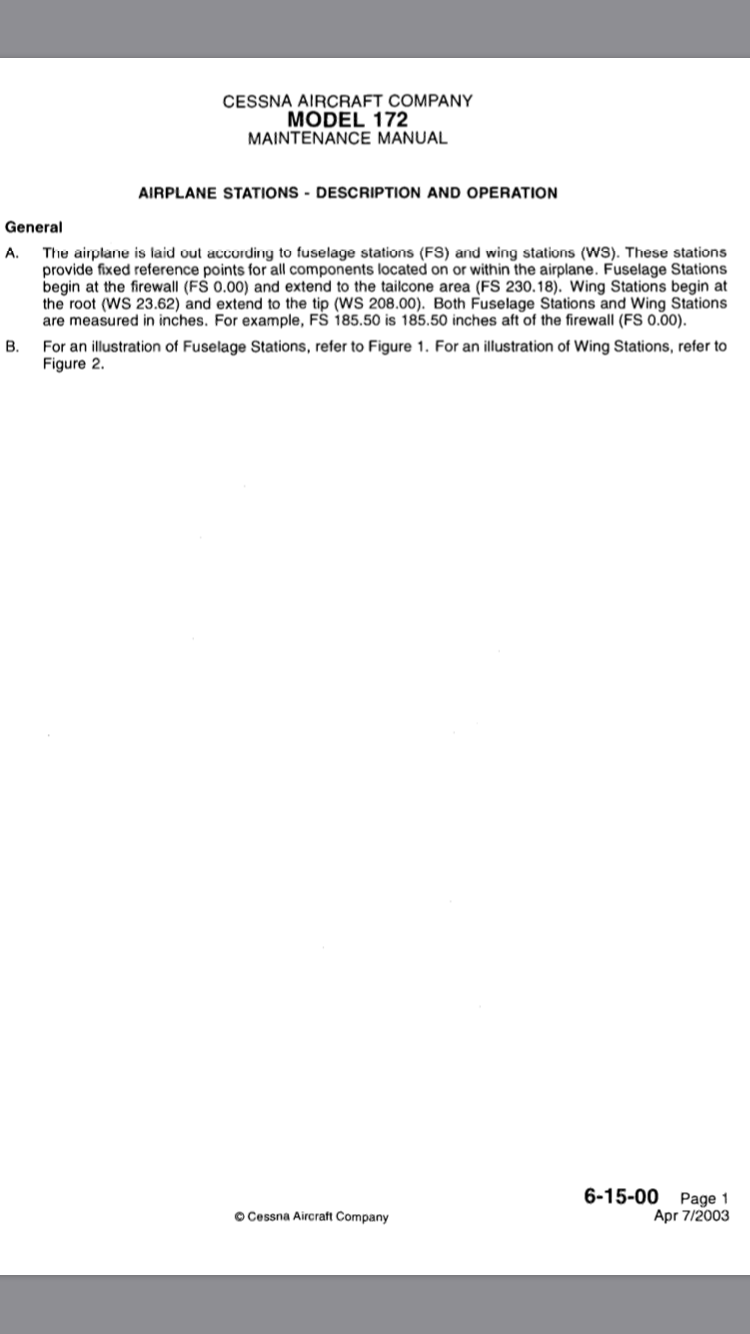 CESSNA AIRCRAFT COMPANY
MODEL 172
MAINTENANCE MANUAL
AIRPLANE STATIONS - DESCRIPTION AND OPERATION
General
A. The airplane is laid out according to fuselage stations (FS) and wing stations (WS). These stations
provide fixed reference points for all components located on or within the airplane. Fuselage Stations
begin at the firewall (FS 0.00) and extend to the tailcone area (FS 230.18). Wing Stations begin at
the root (WS 23.62) and extend to the tip (WS 208.00). Both Fuselage Stations and Wing Stations
are measured in inches. For example, FS 185.50 is 185.50 inches aft of the firewall (FS 0.00).
B. For an illustration of Fuselage Stations, refer to Figure 1. For an illustration of Wing Stations, refer to
Figure 2.
6-15-00 Page 1
© Cessna Aircraft Company Apr 7/2003